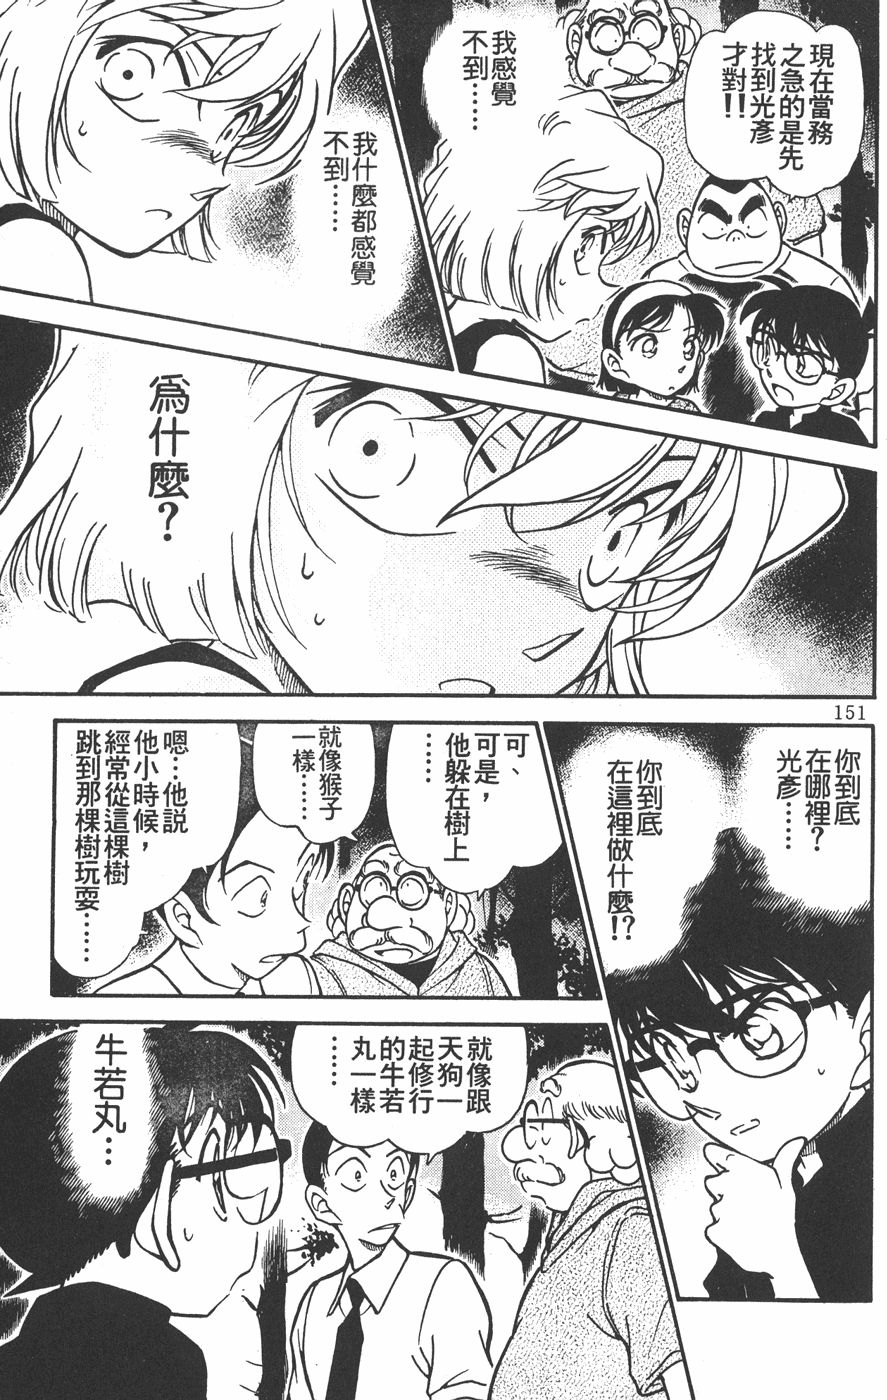 現在當務
之急的是先
找到光彥
才對!!
我感覺
不到……
我什麼都感覺
不到……
爲什麼?
151
你到底
在哪裡?
光彥……
你到底
在這裡做什麼!?
可、
可是,
他躲在樹上
……
就像猴子
一樣……
嗯…他說
他小時候,
經常從這棵樹
跳到那棵樹玩耍……
就像跟
天狗一
起修行
的牛若
丸一樣
……
牛若丸…